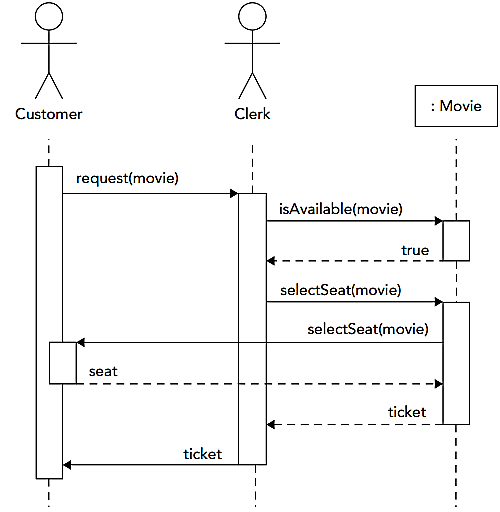 Customer
Clerk
: Movie
request(movie)
isAvailable(movie)
true
selectSeat(movie)
selectSeat(movie)
seat
ticket
ticket